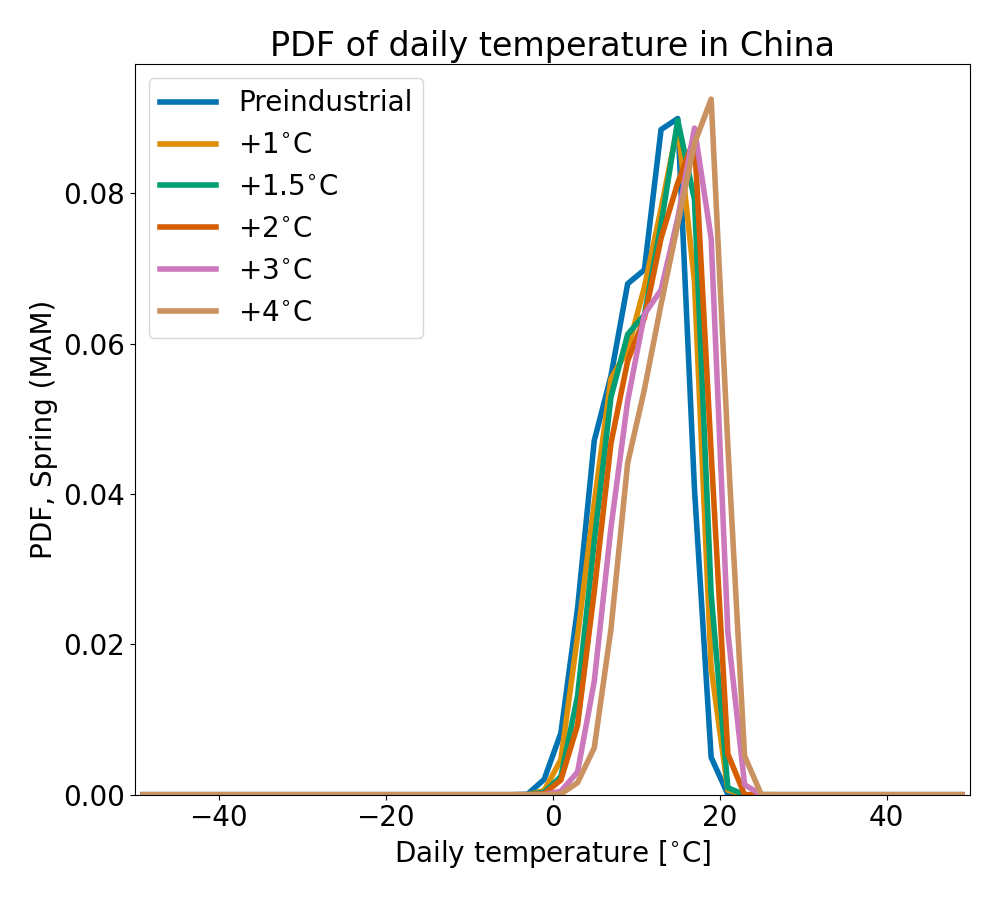 PDF of daily temperature in China
Preindustrial
+1°C
+1.5°C
+2°C
+3°C
+4°C
PDF, Spring (MAM)
0.08
0.06
0.04
0.02
0.00
−40 −20 0 20 40
Daily temperature [°C]